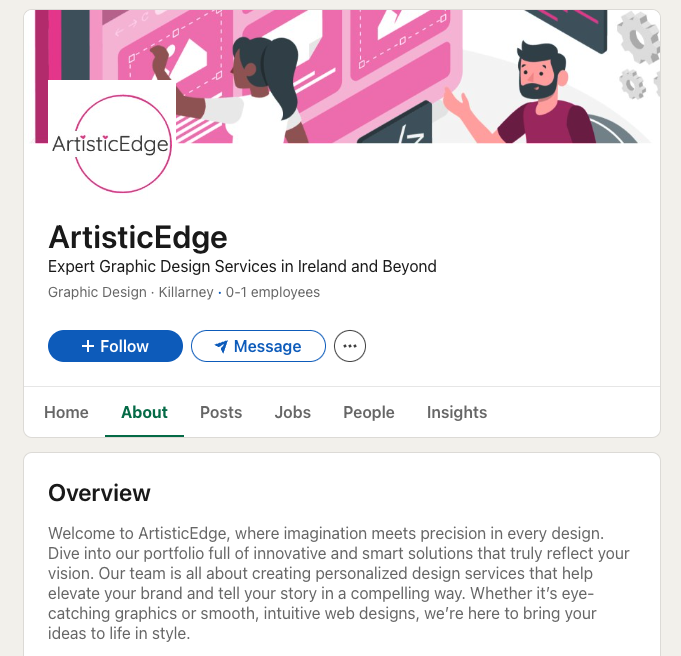 ArtisticEdge
ArtisticEdge
Expert Graphic Design Services in Ireland and Beyond
Graphic Design · Killarney · 0-1 employees
+ Follow
Message
Home About Posts Jobs People Insights
Overview
Welcome to ArtisticEdge, where imagination meets precision in every design.
Dive into our portfolio full of innovative and smart solutions that truly reflect your
vision. Our team is all about creating personalized design services that help
elevate your brand and tell your story in a compelling way. Whether it’s eye-
catching graphics or smooth, intuitive web designs, we’re here to bring your
ideas to life in style.